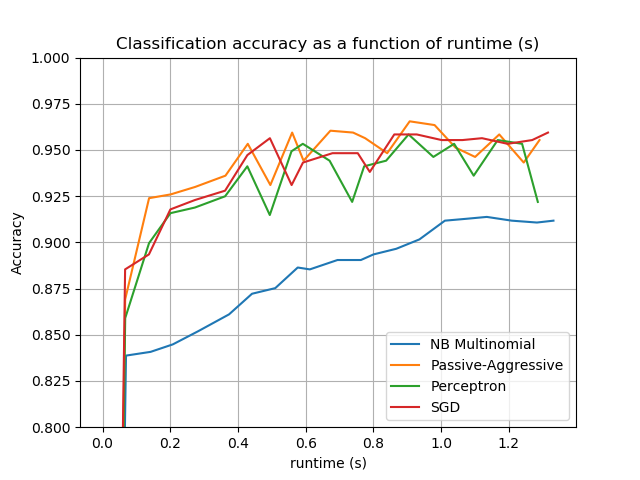 Classification accuracy as a function of runtime (s)
1.000
0.975
0.950
0.925
0.900
0.875
0.850
0.825
0.800
Accuracy
NB Multinomial
Passive-Aggressive
Perceptron
SGD
0.0 0.2 0.4 0.6 0.8 1.0 1.2
runtime (s)